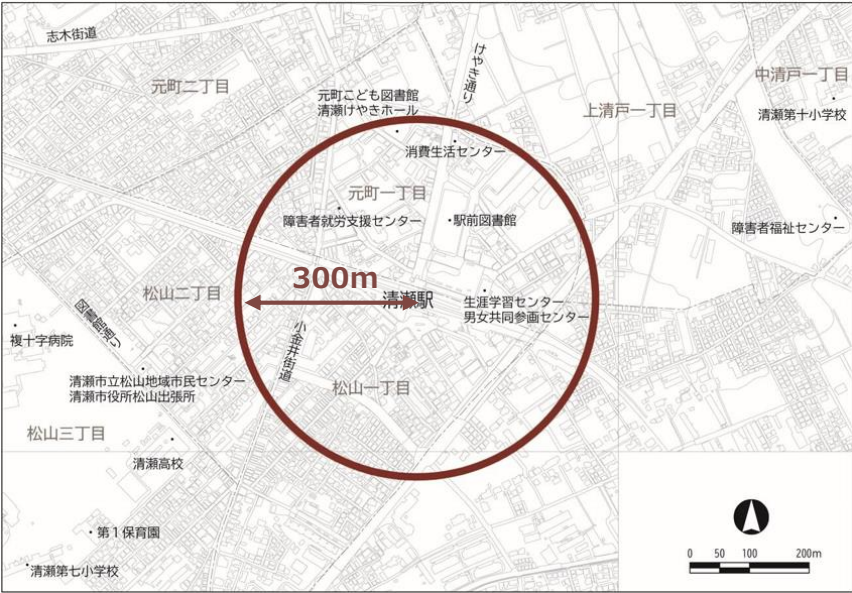 志木街道
けやき通り
元町二丁目
中清戸一丁目
元町こども図書館
清瀬けやきホール
上清戸一丁目
清瀬第十小学校
消費生活センター
元町一丁目
障害者就労支援センター
駅前図書館
障害者福祉センター
300m
松山二丁目
清瀬駅
生涯学習センター
男女共同参画センター
図書館通り
小金井街道
複十字病院
清瀬市立松山地域市民センター
清瀬市役所松山出張所
松山一丁目
松山三丁目
清瀬高校
第1保育園
清瀬第七小学校
0 50 100 200m